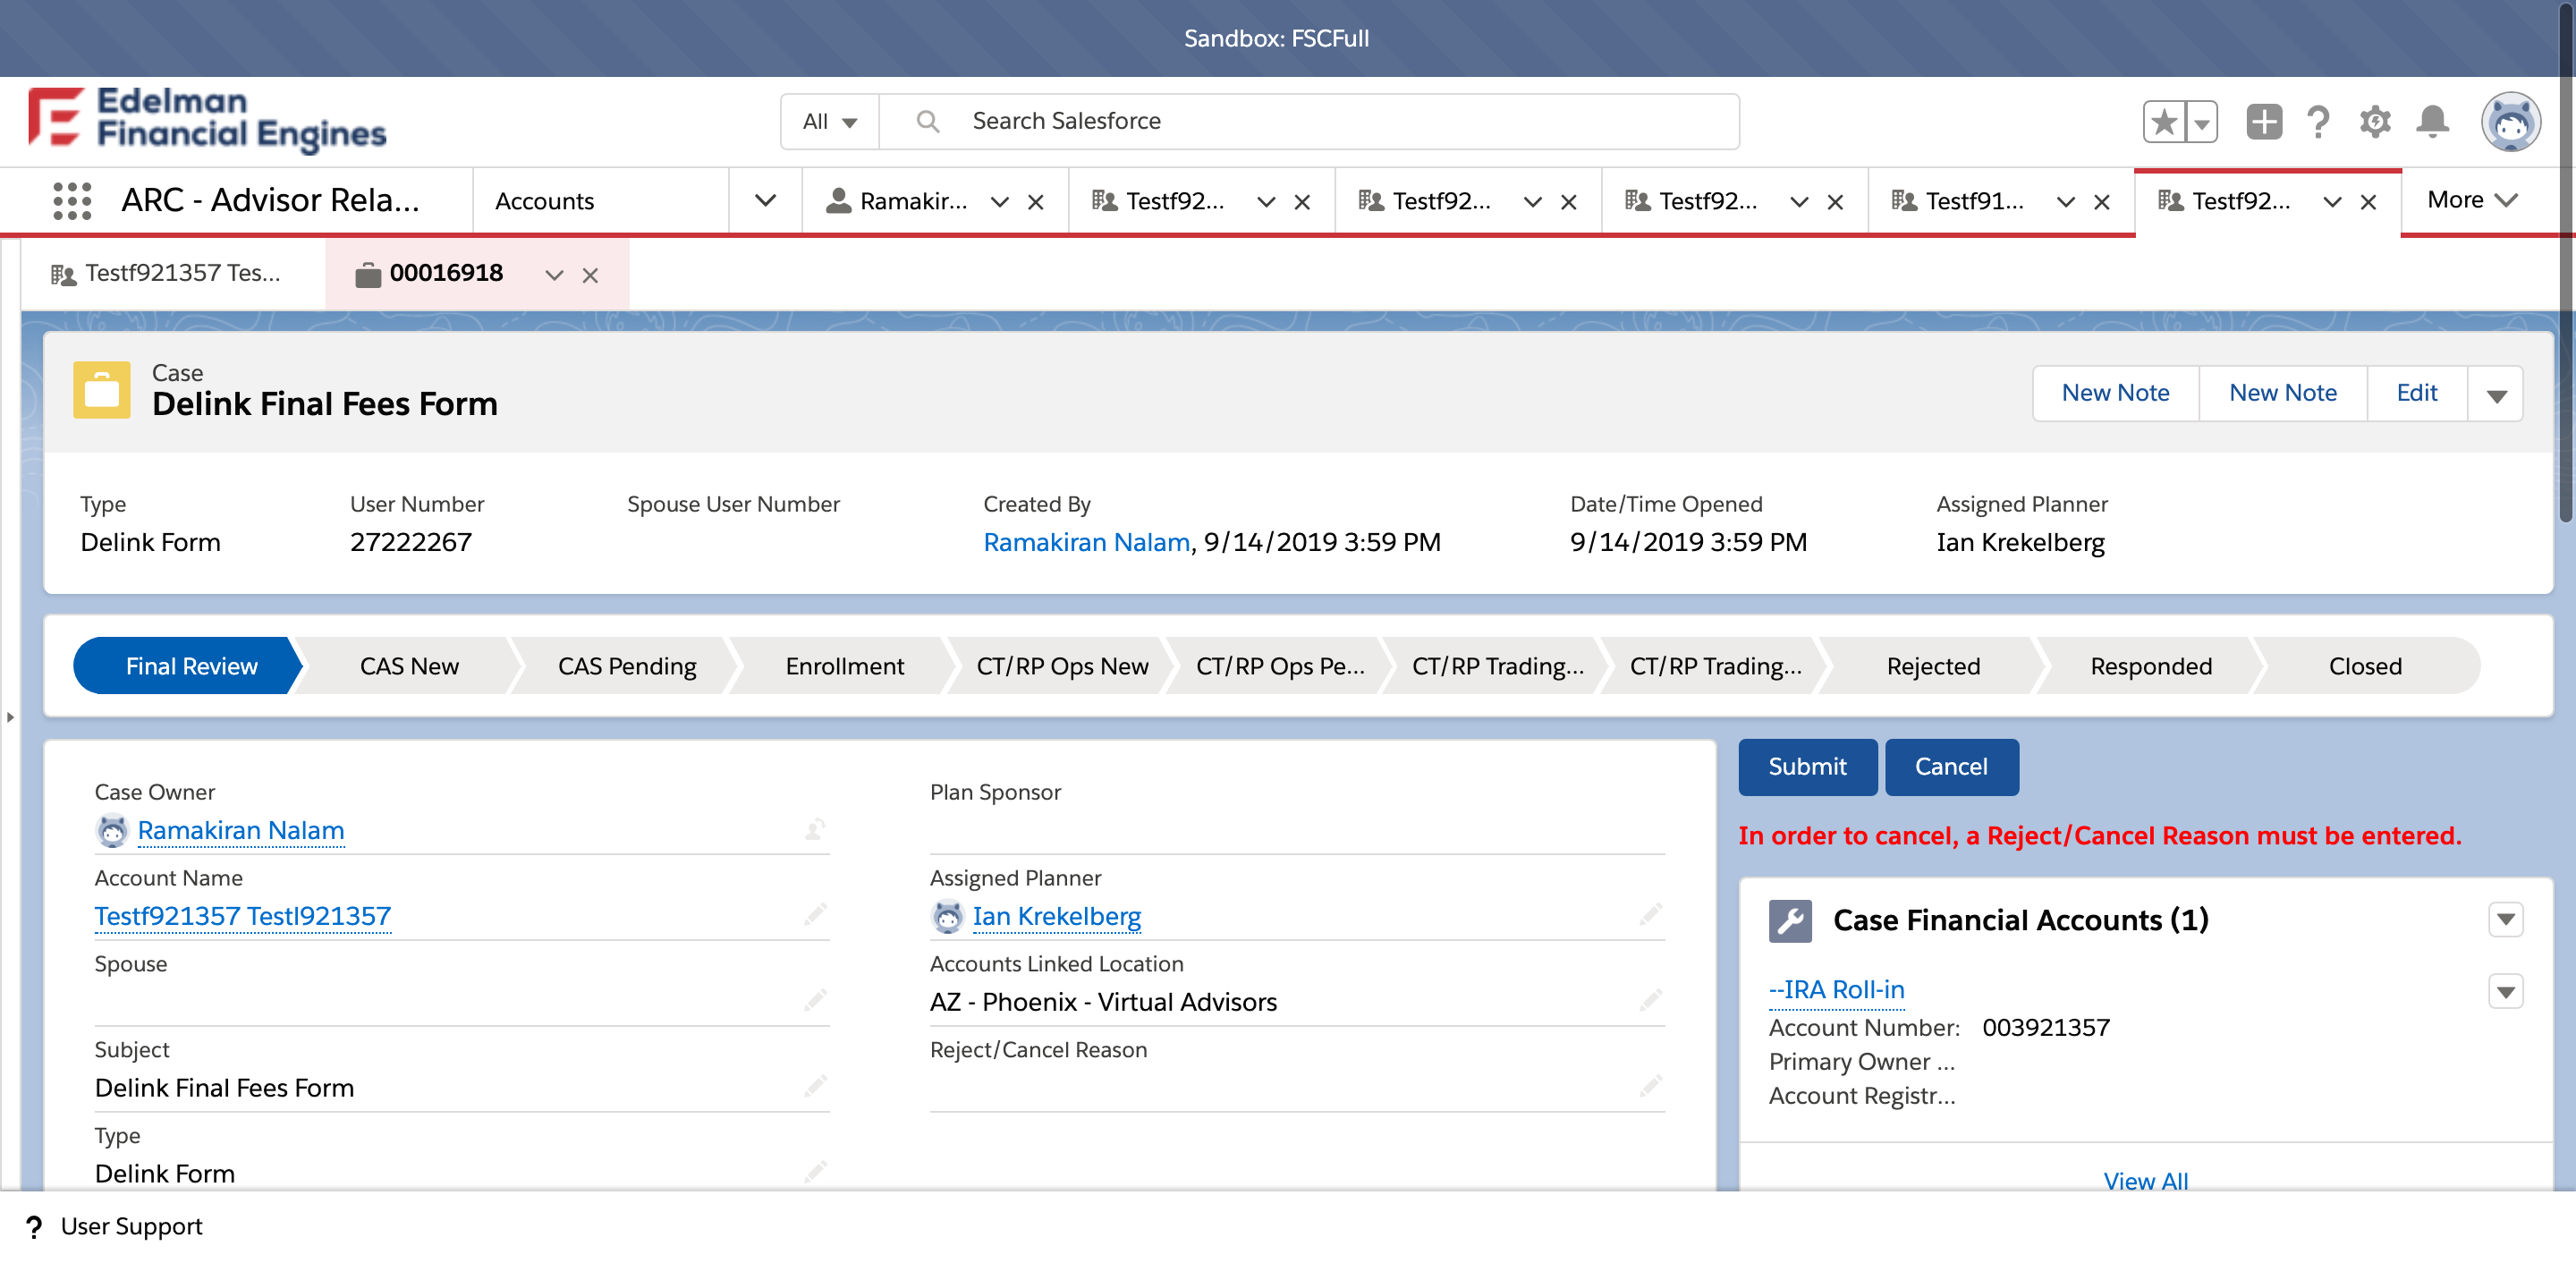 Sandbox: FSCFull
Edelman
Financial Engines
All
Search Salesforce
ARC - Advisor Rela...
Accounts
Ramakir...
Testf92...
Testf92...
Testf92...
Testf91...
Testf92...
More
Testf921357 Tes...
00016918
Case
Delink Final Fees Form
New Note
New Note
Edit
Type
User Number
Spouse User Number
Created By
Date/Time Opened
Assigned Planner
Delink Form
27222267
Ramakiran Nalam, 9/14/2019 3:59 PM
9/14/2019 3:59 PM
Ian Krekelberg
Final Review
CAS New
CAS Pending
Enrollment
CT/RP Ops New
CT/RP Ops Pe...
CT/RP Trading...
CT/RP Trading...
Rejected
Responded
Closed
Case Owner
Ramakiran Nalam
Account Name
Testf921357 Testl921357
Spouse
Subject
Delink Final Fees Form
Type
Delink Form
Plan Sponsor
Assigned Planner
Ian Krekelberg
Accounts Linked Location
AZ - Phoenix - Virtual Advisors
Reject/Cancel Reason
Submit
Cancel
In order to cancel, a Reject/Cancel Reason must be entered.
Case Financial Accounts (1)
--IRA Roll-in
Account Number: 003921357
Primary Owner ...
Account Registr...
View All
? User Support